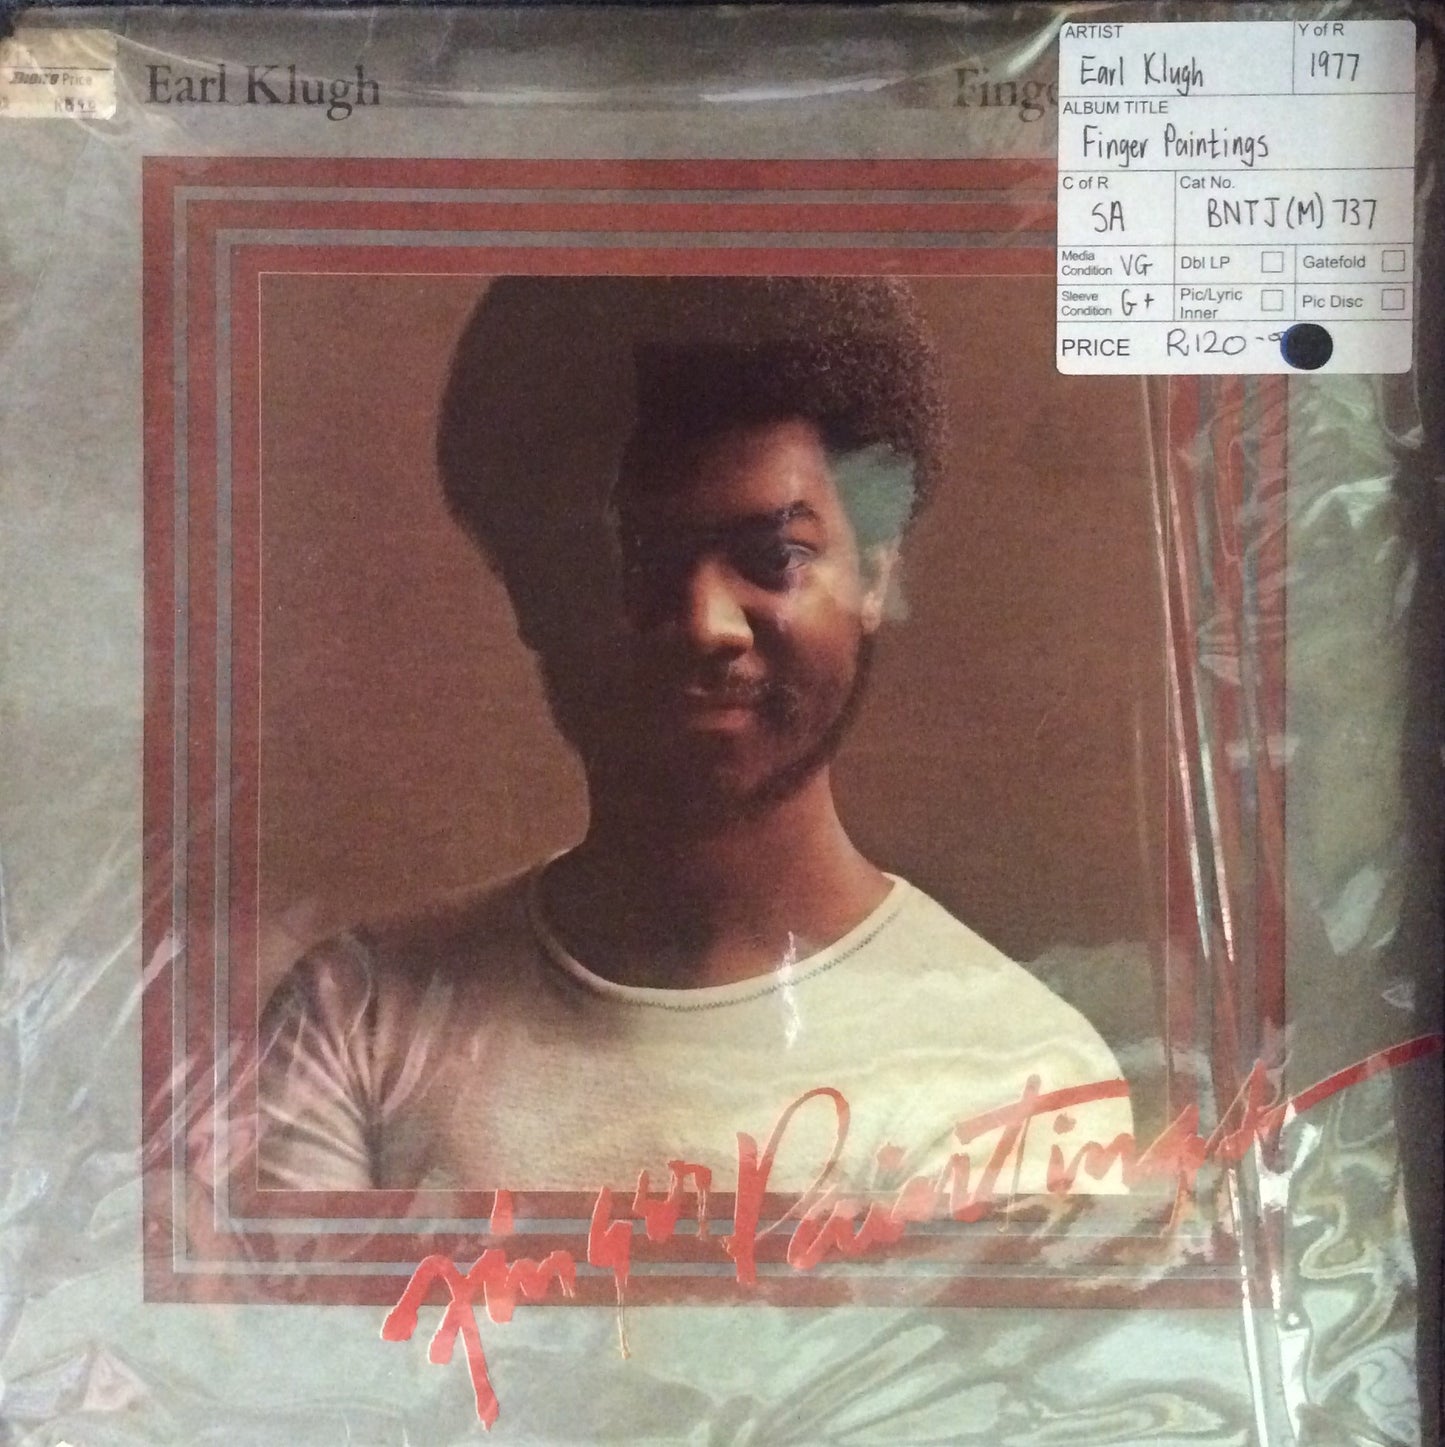 Price
Earl Klugh
Finge
ARTIST
Y of R
Earl Klugh
1977
ALBUM TITLE
Finger Paintings
C of R
Cat No.
SA
BNTJ (M) 737
Media
Condition VG
Dbl LP
Gatefold
Sleeve
Condition G+
Pic/Lyric
Inner
Pic Disc
PRICE R120-00
Finger Paintings